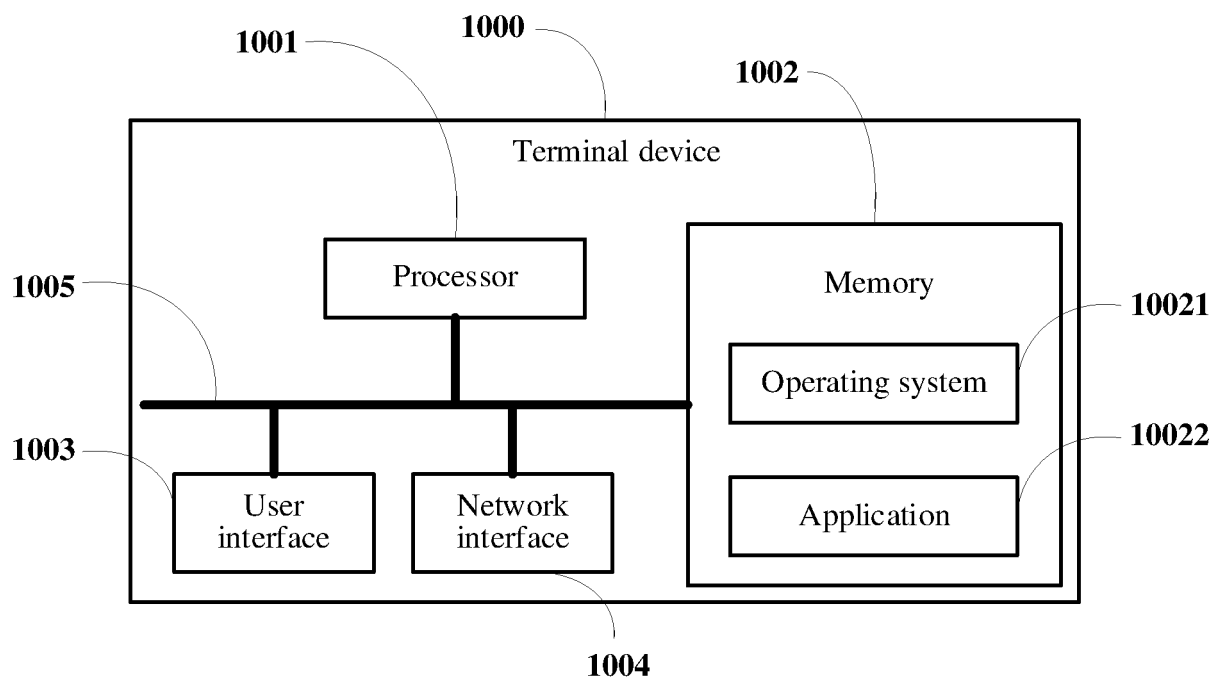 1000
1001
1002
Terminal device
Processor
1005
Memory
10021
Operating system
10022
1003
User
interface
Network
interface
Application
1004